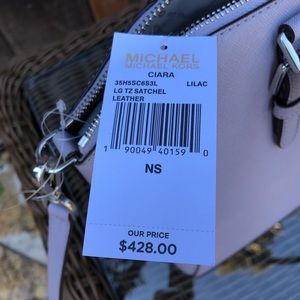 MICHAEL
MICHAEL KORS
CIARA
35H5SC6S3L LILAC
LG TZ SATCHEL
LEATHER
1 90049 40159 0
NS
OUR PRICE
$428.00